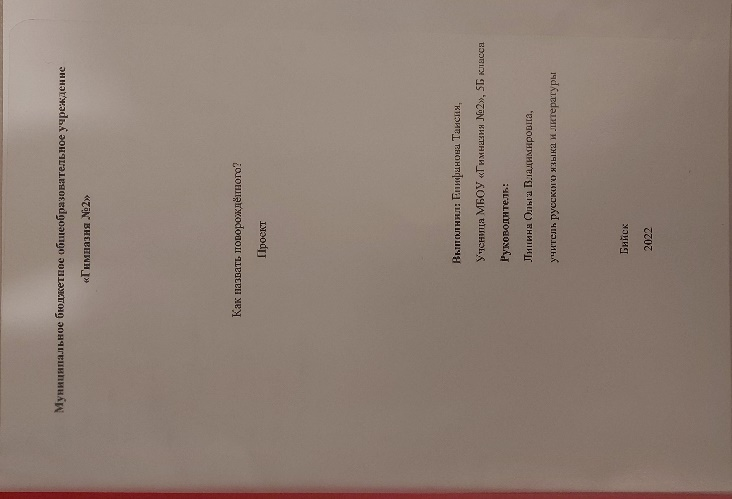 Муниципальное бюджетное общеобразовательное учреждение
«Гимназия №2»
Как назвать новорождённого?
Проект
Выполнил: Епифанова Таисия,
Ученица МБОУ «Гимназия №2», 5Б класса
Руководитель:
Липина Ольга Владимировна,
учитель русского языка и литературы
Бийск
2022